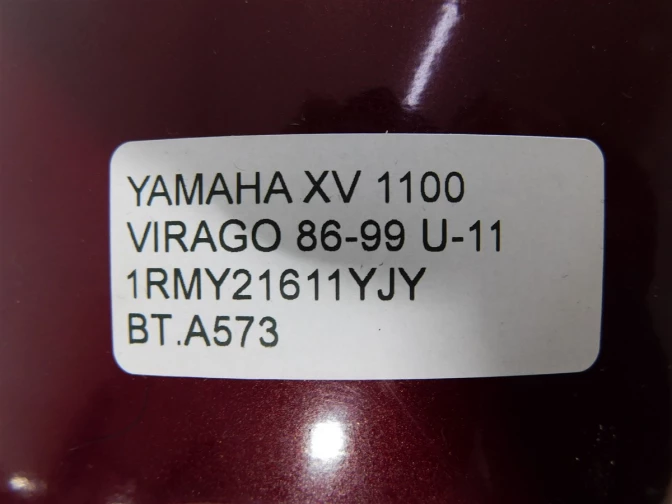 YAMAHA XV 1100
VIRAGO 86-99 U-11
1RMY21611YJY
BT.A573